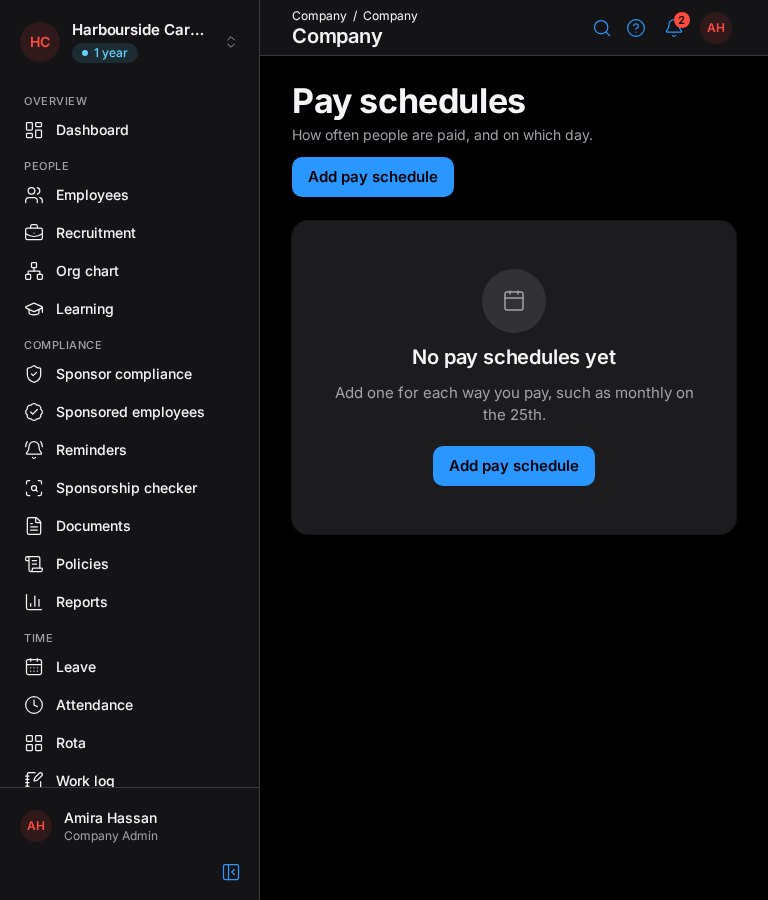 HC
Harbourside Car...
1 year
OVERVIEW
Dashboard
PEOPLE
Employees
Recruitment
Org chart
Learning
COMPLIANCE
Sponsor compliance
Sponsored employees
Reminders
Sponsorship checker
Documents
Policies
Reports
TIME
Leave
Attendance
Rota
Work log
AH
Amira Hassan
Company Admin
Company / Company
Company
2
AH
Pay schedules
How often people are paid, and on which day.
Add pay schedule
No pay schedules yet
Add one for each way you pay, such as monthly on
the 25th.
Add pay schedule